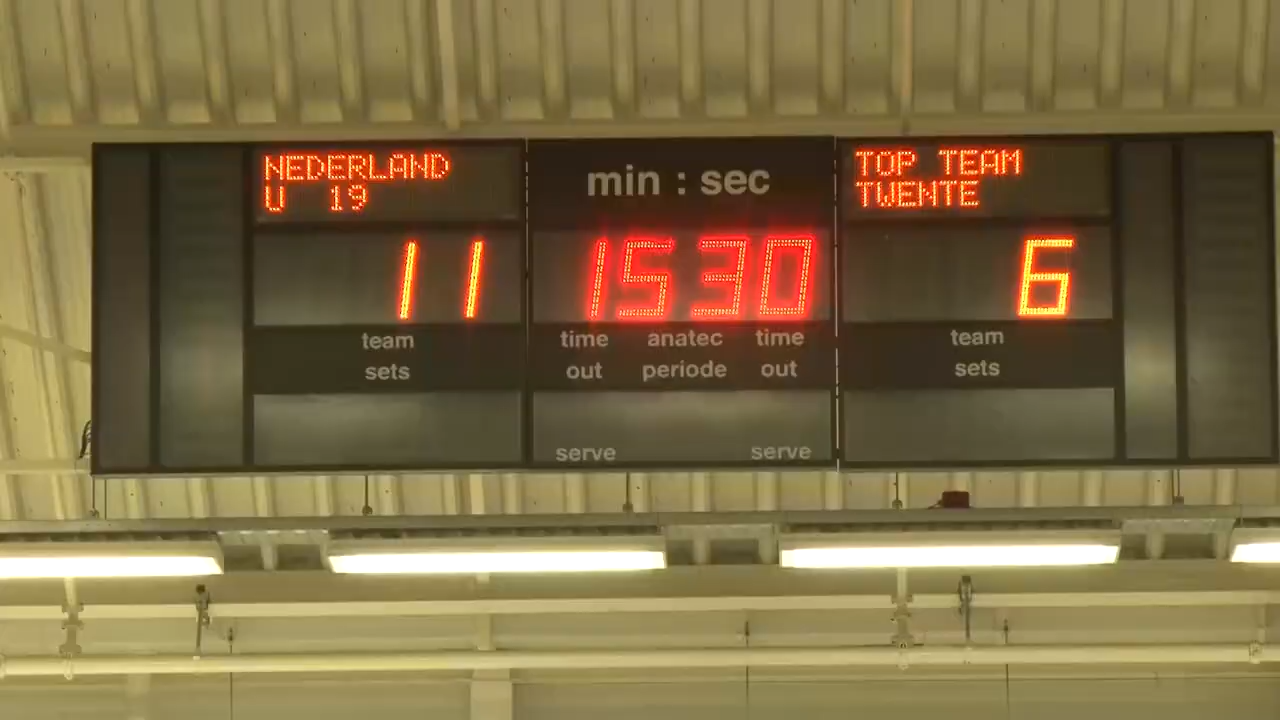 NEDERLAND
U 19
min : sec
TOP TEAM
TWENTE
11
1530
6
team
sets
time
out
anatec
periode
time
out
team
sets
serve
serve